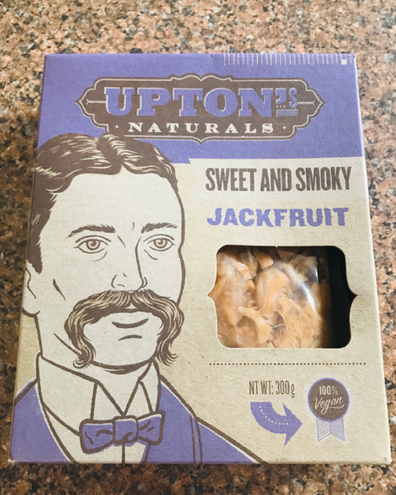 UPTON'S
NATURALS
SWEET AND SMOKY
JACKFRUIT
NT WT: 300g
100%
Vegan